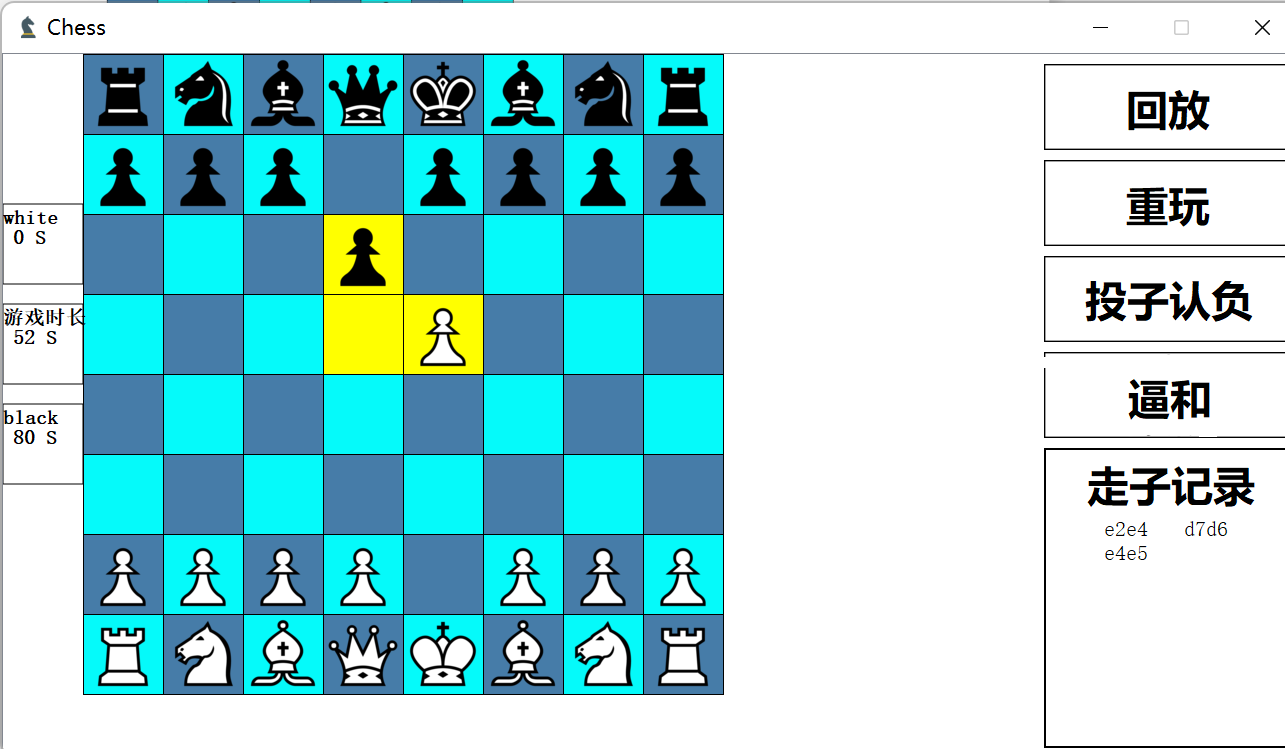 Chess
white
0 S
游戏时长
52 S
black
80 S
回放
重玩
投子认负
逼和
走子记录
e2e4 d7d6
e4e5